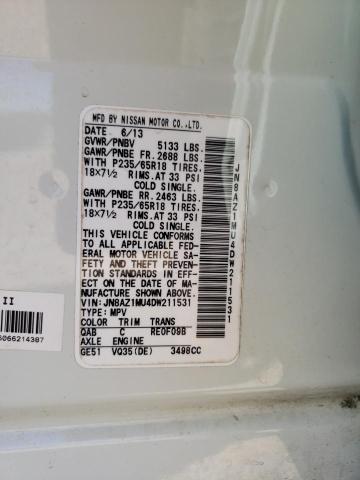 MFD BY NISSAN MOTOR CO.,LTD.
DATE 6/13
GVWR/PNBV 5133 LBS.
GAWR/PNBE FR. 2688 LBS.
WITH P235/65R18 TIRES,
18X7½ RIMS.AT 33 PSI
COLD SINGLE.
GAWR/PNBE RR. 2463 LBS.
WITH P235/65R18 TIRES,
18X7½ RIMS.AT 33 PSI
COLD SINGLE.
THIS VEHICLE CONFORMS
TO ALL APPLICABLE FED-
ERAL MOTOR VEHICLE SA-
FETY AND THEFT PREVEN-
TION STANDARDS IN EFF-
ECT ON THE DATE OF MA-
NUFACTURE SHOWN ABOVE.
VIN:JN8AZ1MU4DW211531
TYPE: MPV
COLOR TRIM TRANS
QAB C RE0F09B
AXLE ENGINE
GE51 VQ35(DE) 3498CC
JN8AZ1MU4DW211531
II
5066214387